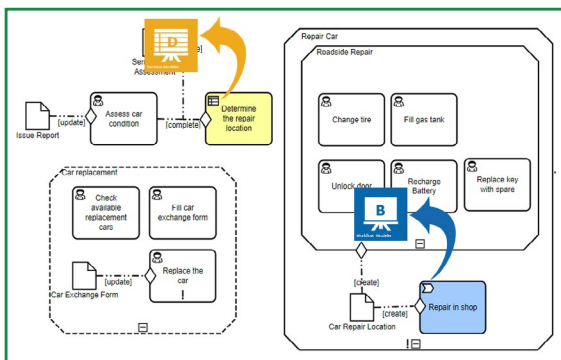 D
Assessment
Issue Report
[update]
Assess car
condition
[complete]
Determine
the repair
location
Car replacement
Check
available
replacement
cars
Fill car
exchange form
Car Exchange Form
[update]
Replace the
car
!
Repair Car
Roadside Repair
Change tire
Fill gas tank
Unlock door
Recharge
Battery
Replace key
with spare
B
[create]
Car Repair Location
[create]
Repair in shop
!